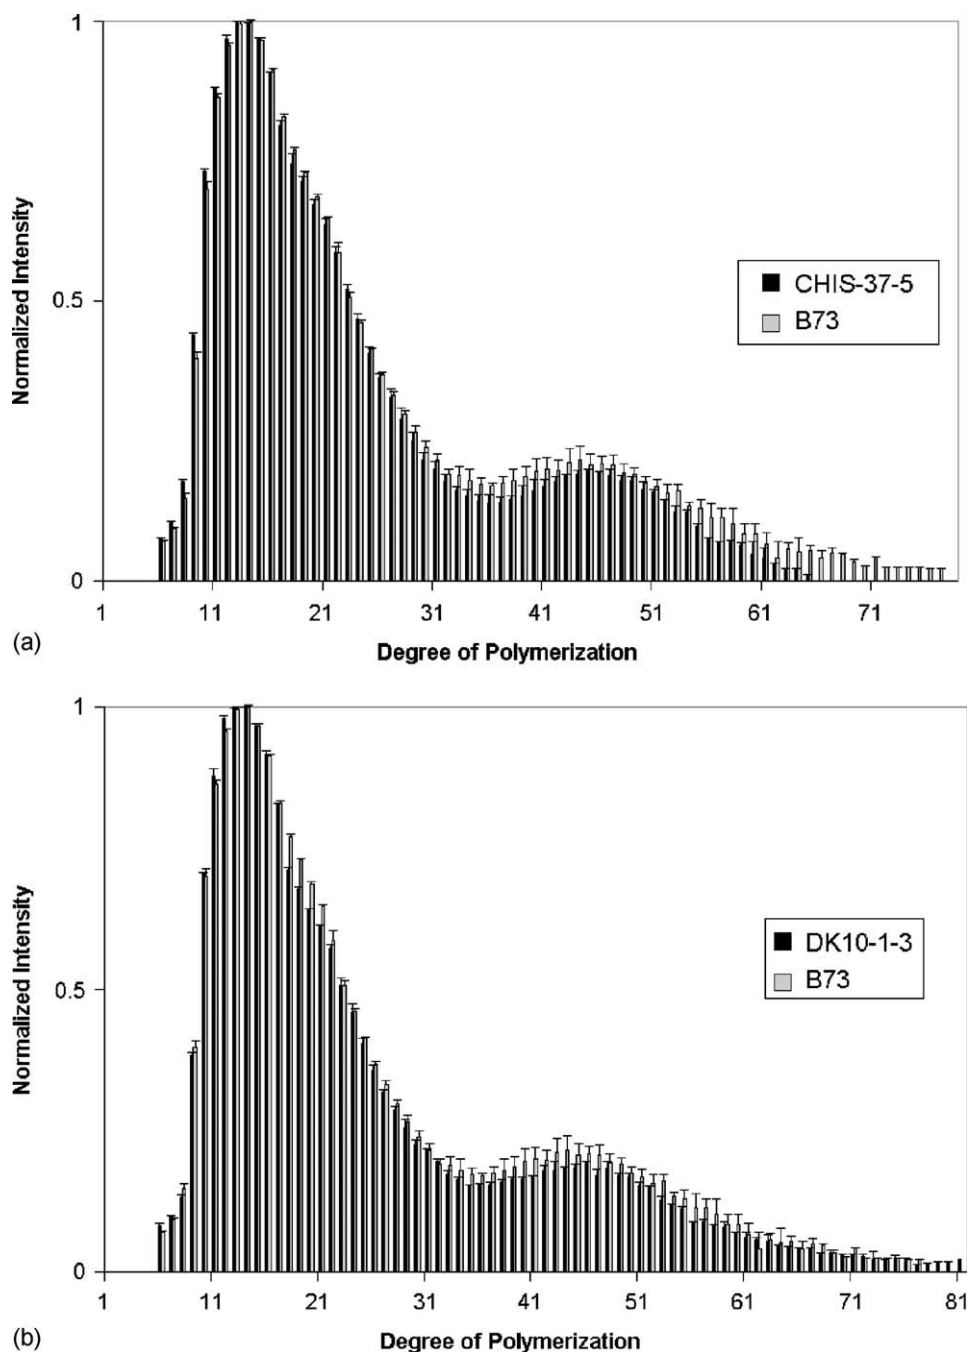 1
0.5
0
Normalized Intensity
CHIS-37-5
B73
1 11 21 31 41 51 61 71
Degree of Polymerization
(a)
1
0.5
0
Normalized Intensity
DK10-1-3
B73
1 11 21 31 41 51 61 71 81
Degree of Polymerization
(b)